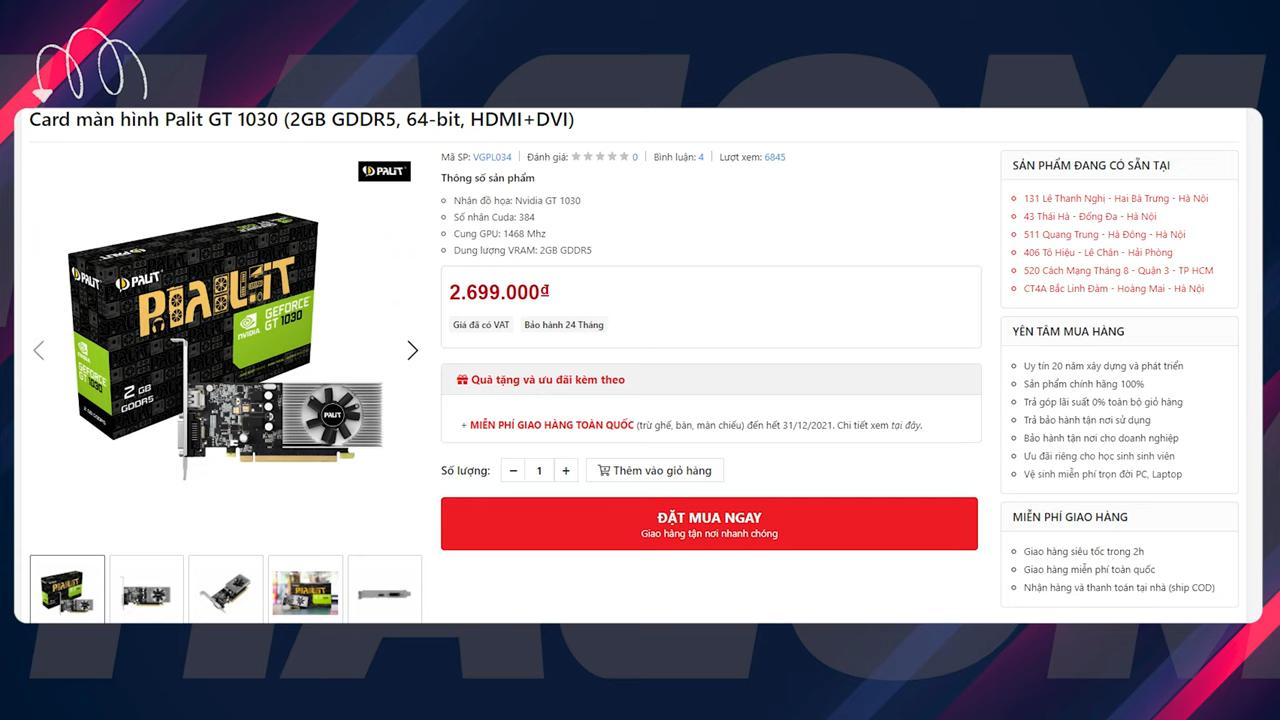 HACOM
Card màn hình Palit GT 1030 (2GB GDDR5, 64-bit, HDMI+DVI)
PALIT
PALIT
PALIT
PALIT
NVIDIA
GEFORCE
GT 1030
NVIDIA
GEFORCE
GT 1030
2 GB
GDDR5
2 GB GDDR5
PALIT
Mã SP: VGPL034 | Đánh giá: 0 | Bình luận: 4 | Lượt xem: 6845
Thông số sản phẩm
Nhân đồ họa: Nvidia GT 1030
Số nhân Cuda: 384
Cung GPU: 1468 Mhz
Dung lượng VRAM: 2GB GDDR5
2.699.000₫
Giá đã có VAT Bảo hành 24 Tháng
Quà tặng và ưu đãi kèm theo
+ MIỄN PHÍ GIAO HÀNG TOÀN QUỐC (trừ ghế, bàn, màn chiếu) đến hết 31/12/2021. Chi tiết xem tại đây.
Số lượng: − 1 + Thêm vào giỏ hàng
ĐẶT MUA NGAY
Giao hàng tận nơi nhanh chóng
SẢN PHẨM ĐANG CÓ SẴN TẠI
131 Lê Thanh Nghị - Hai Bà Trưng - Hà Nội
43 Thái Hà - Đống Đa - Hà Nội
511 Quang Trung - Hà Đông - Hà Nội
406 Tô Hiệu - Lê Chân - Hải Phòng
520 Cách Mạng Tháng 8 - Quận 3 - TP HCM
CT4A Bắc Linh Đàm - Hoàng Mai - Hà Nội
YÊN TÂM MUA HÀNG
Uy tín 20 năm xây dựng và phát triển
Sản phẩm chính hãng 100%
Trả góp lãi suất 0% toàn bộ giỏ hàng
Trả bảo hành tận nơi sử dụng
Bảo hành tận nơi cho doanh nghiệp
Ưu đãi riêng cho học sinh sinh viên
Vệ sinh miễn phí trọn đời PC, Laptop
MIỄN PHÍ GIAO HÀNG
Giao hàng siêu tốc trong 2h
Giao hàng miễn phí toàn quốc
Nhận hàng và thanh toán tại nhà (ship COD)